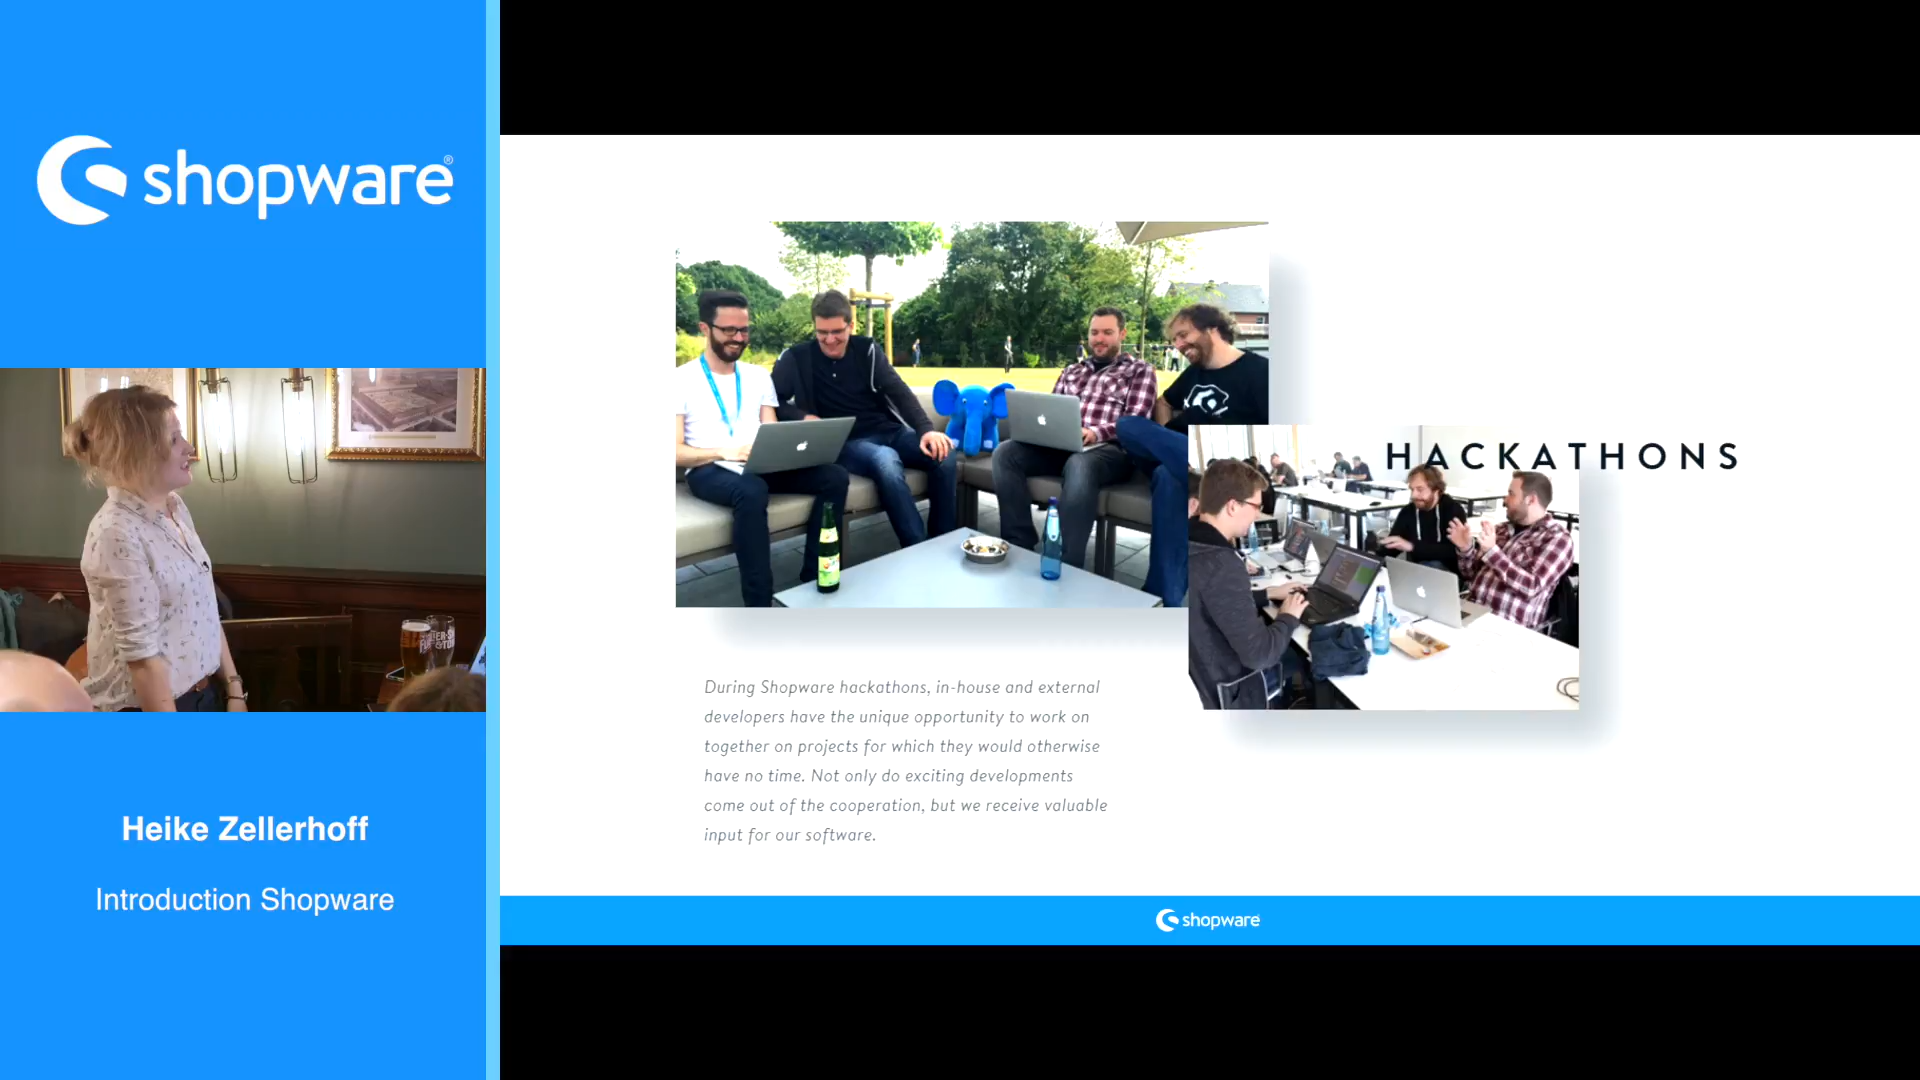 shopware®
Heike Zellerhoff
Introduction Shopware
HACKATHONS
During Shopware hackathons, in-house and external
developers have the unique opportunity to work on
together on projects for which they would otherwise
have no time. Not only do exciting developments
come out of the cooperation, but we receive valuable
input for our software.
shopware